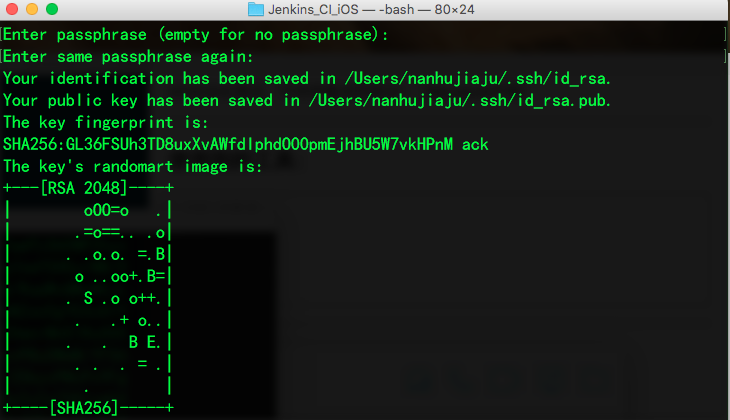 Jenkins_CI_iOS — -bash — 80×24
[Enter passphrase (empty for no passphrase): ]
[Enter same passphrase again: ]
Your identification has been saved in /Users/nanhujiaju/.ssh/id_rsa.
Your public key has been saved in /Users/nanhujiaju/.ssh/id_rsa.pub.
The key fingerprint is:
SHA256:GL36FSUh3TD8uxXvAWfdIphdOOOpmEjhBU5W7vkHPnM ack
The key's randomart image is:
+---[RSA 2048]----+
|        oOO=o   .|
|       .=o==.. .o|
|      . .o.o. =.B|
|       o ..oo+.B=|
|      . S .o o++.|
|       .   .+ o..|
|      .   .  B E.|
|       . .  . = .|
|        .        |
+----[SHA256]-----+